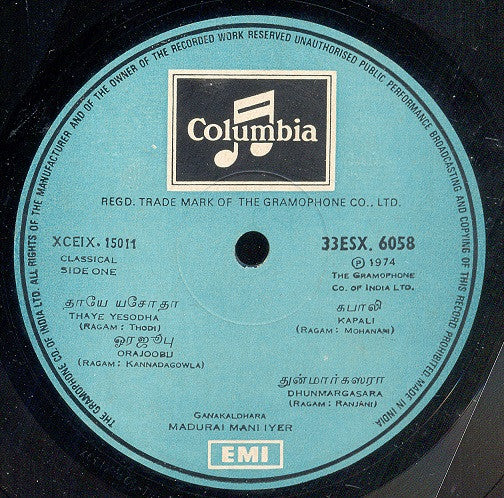 ALL RIGHTS OF THE MANUFACTURER AND OF THE OWNER OF THE RECORDED WORK RESERVED UNAUTHORISED PUBLIC PERFORMANCE BROADCASTING AND COPYING OF THIS RECORD PROHIBITED. MADE IN INDIA
THE GRAMOPHONE CO. OF INDIA LTD.
Columbia
REGD. TRADE MARK OF THE GRAMOPHONE CO., LTD.
XCEIX. 15011
CLASSICAL
SIDE ONE
33ESX. 6058
Ⓟ 1974
THE GRAMOPHONE
CO. OF INDIA LTD.
தாயே யசோதா
THAYE YESODHA
(RAGAM: THODI)
ஓரஜூபு
ORAJOOBU
(RAGAM: KANNADAGOWLA)
கபாலி
KAPALI
(RAGAM: MOHANAM)
துன்மார்கஸரா
DHUNMARGASARA
(RAGAM: RANJANI)
GANAKALDHARA
MADURAI MANI IYER
EMI